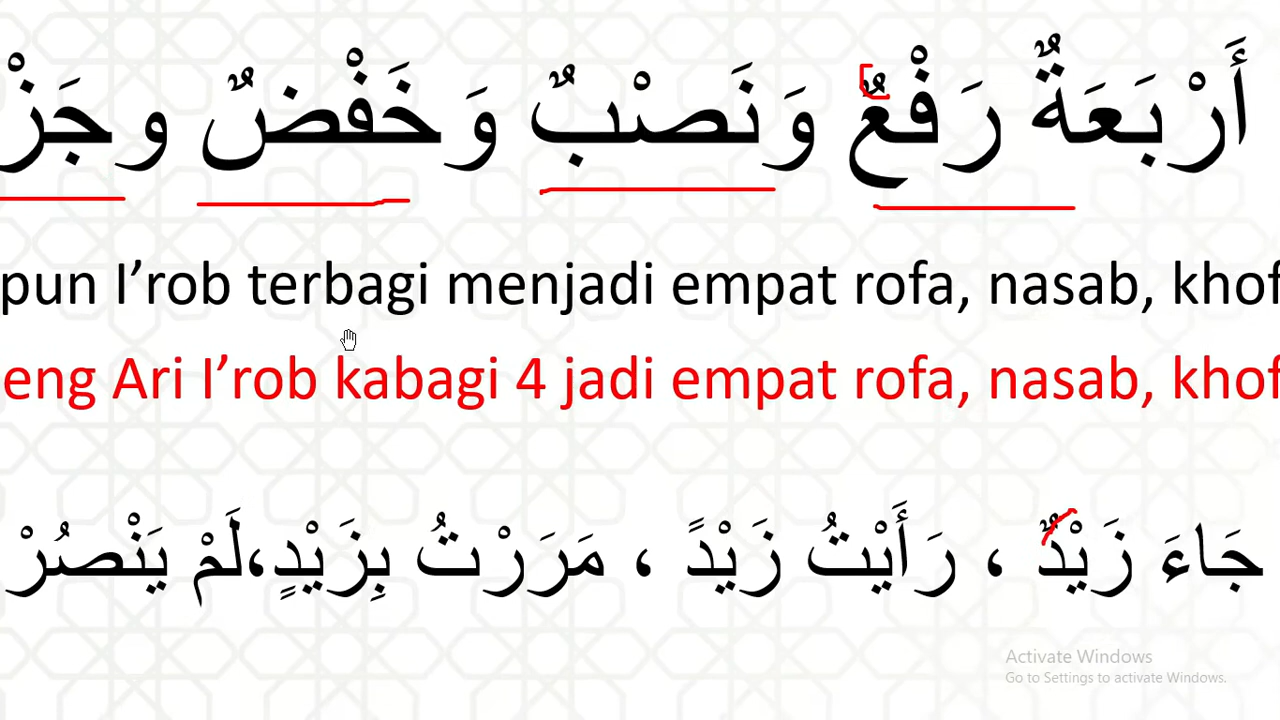 أَرْبَعَةٌ رَفْعٌ وَنَصْبٌ وَخَفْضٌ وجَزْ
pun I’rob terbagi menjadi empat rofa, nasab, khof
eng Ari I’rob kabagi 4 jadi empat rofa, nasab, khof
جَاءَ زَيْدٌ ، رَأَيْتُ زَيْدً ، مَرَرْتُ بِزَيْدٍ،لَمْ يَنْصُرْ
Activate Windows
Go to Settings to activate Windows.